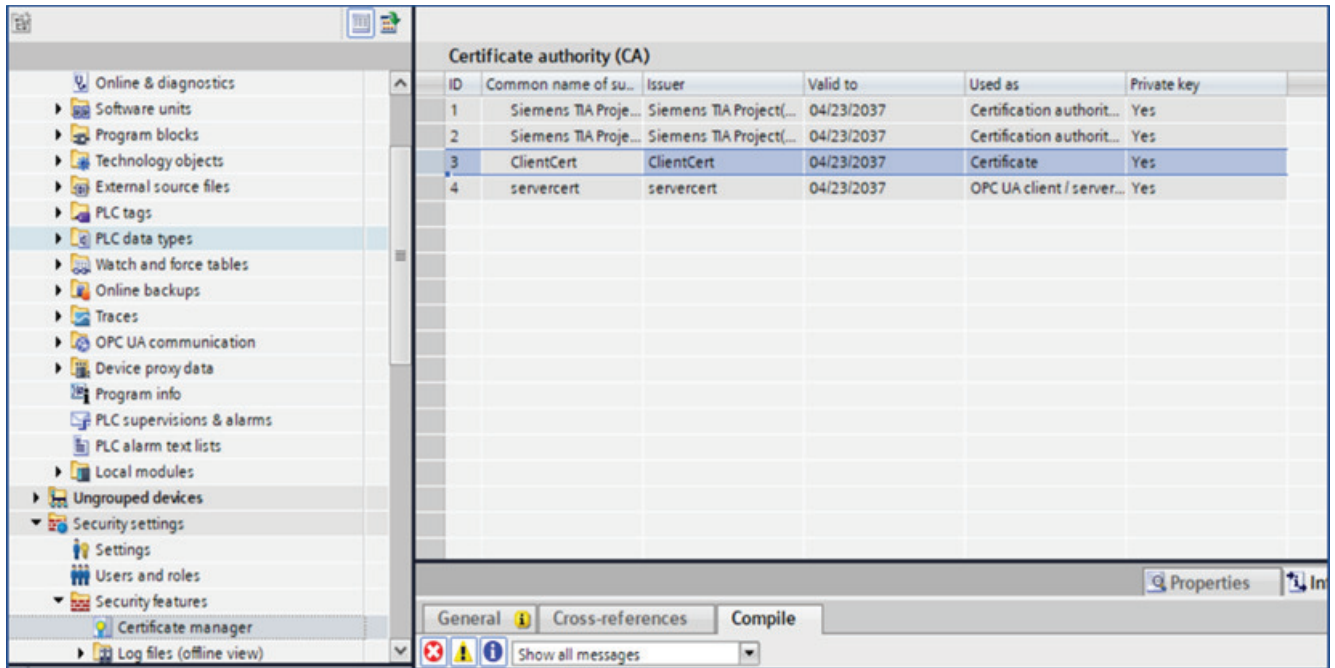 Online & diagnostics
Software units
Program blocks
Technology objects
External source files
PLC tags
PLC data types
Watch and force tables
Online backups
Traces
OPC UA communication
Device proxy data
Program info
PLC supervisions & alarms
PLC alarm text lists
Local modules
Ungrouped devices
Security settings
Settings
Users and roles
Security features
Certificate manager
Log files (offline view)
Certificate authority (CA)
ID Common name of su... Issuer Valid to Used as Private key
1 Siemens TIA Proje... Siemens TIA Project(... 04/23/2037 Certification authorit... Yes
2 Siemens TIA Proje... Siemens TIA Project(... 04/23/2037 Certification authorit... Yes
3 ClientCert ClientCert 04/23/2037 Certificate Yes
4 servercert servercert 04/23/2037 OPC UA client / server... Yes
Properties In
General Cross-references Compile
Show all messages